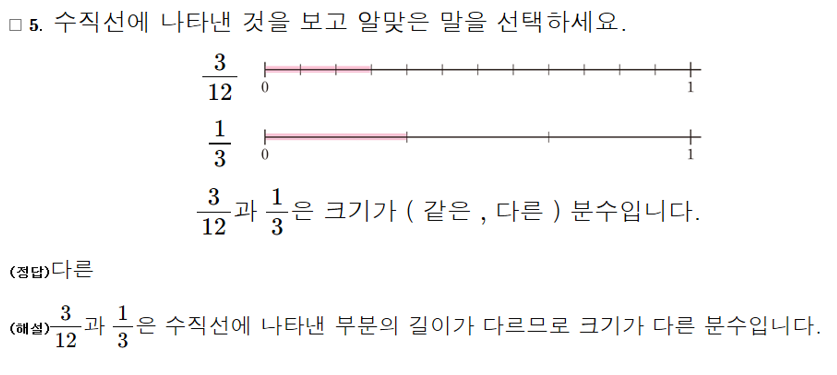 □ 5. 수직선에 나타낸 것을 보고 알맞은 말을 선택하세요.
3/12 0 1
1/3 0 1
3/12과 1/3은 크기가 ( 같은 , 다른 ) 분수입니다.
(정답)다른
(해설)3/12과 1/3은 수직선에 나타낸 부분의 길이가 다르므로 크기가 다른 분수입니다.